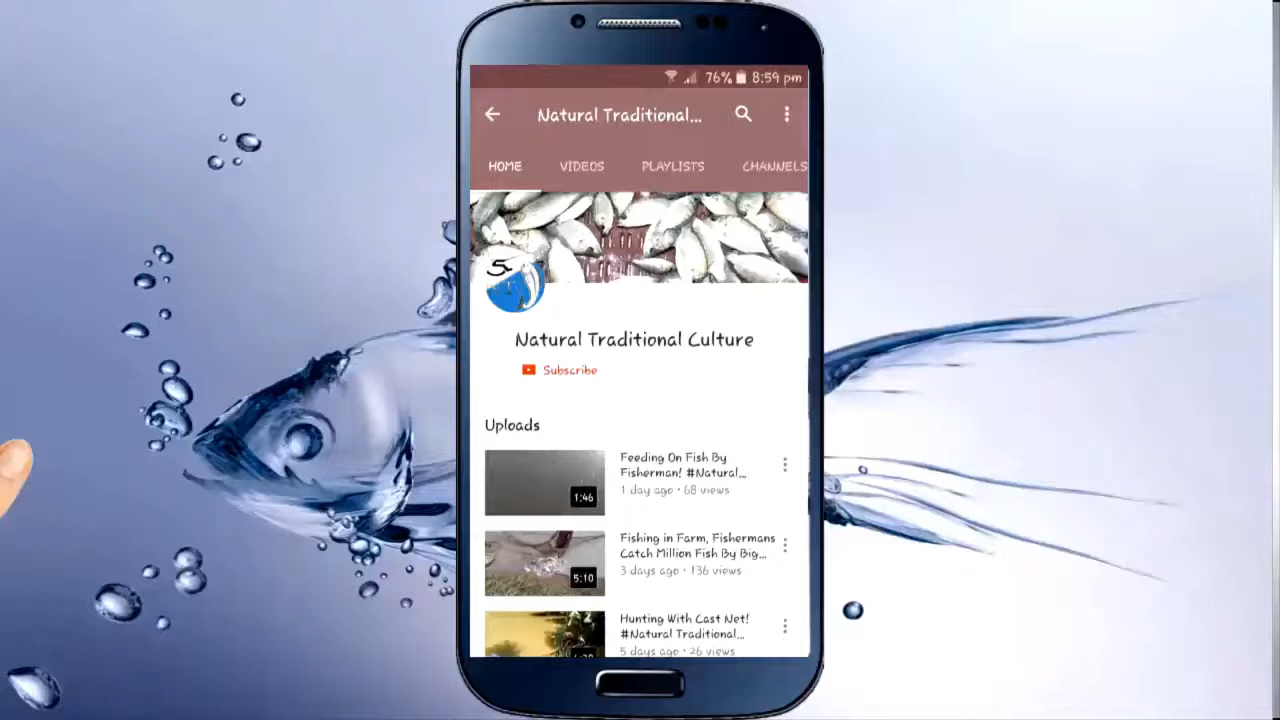 76% 8:59 pm
Natural Traditional...
HOME VIDEOS PLAYLISTS CHANNELS
Natural Traditional Culture
Subscribe
Uploads
Feeding On Fish By
Fisherman! #Natural...
1 day ago • 68 views
1:46
Fishing in Farm, Fishermans
Catch Million Fish By Big...
3 days ago • 136 views
5:10
Hunting With Cast Net!
#Natural Traditional...
5 days ago • 26 views